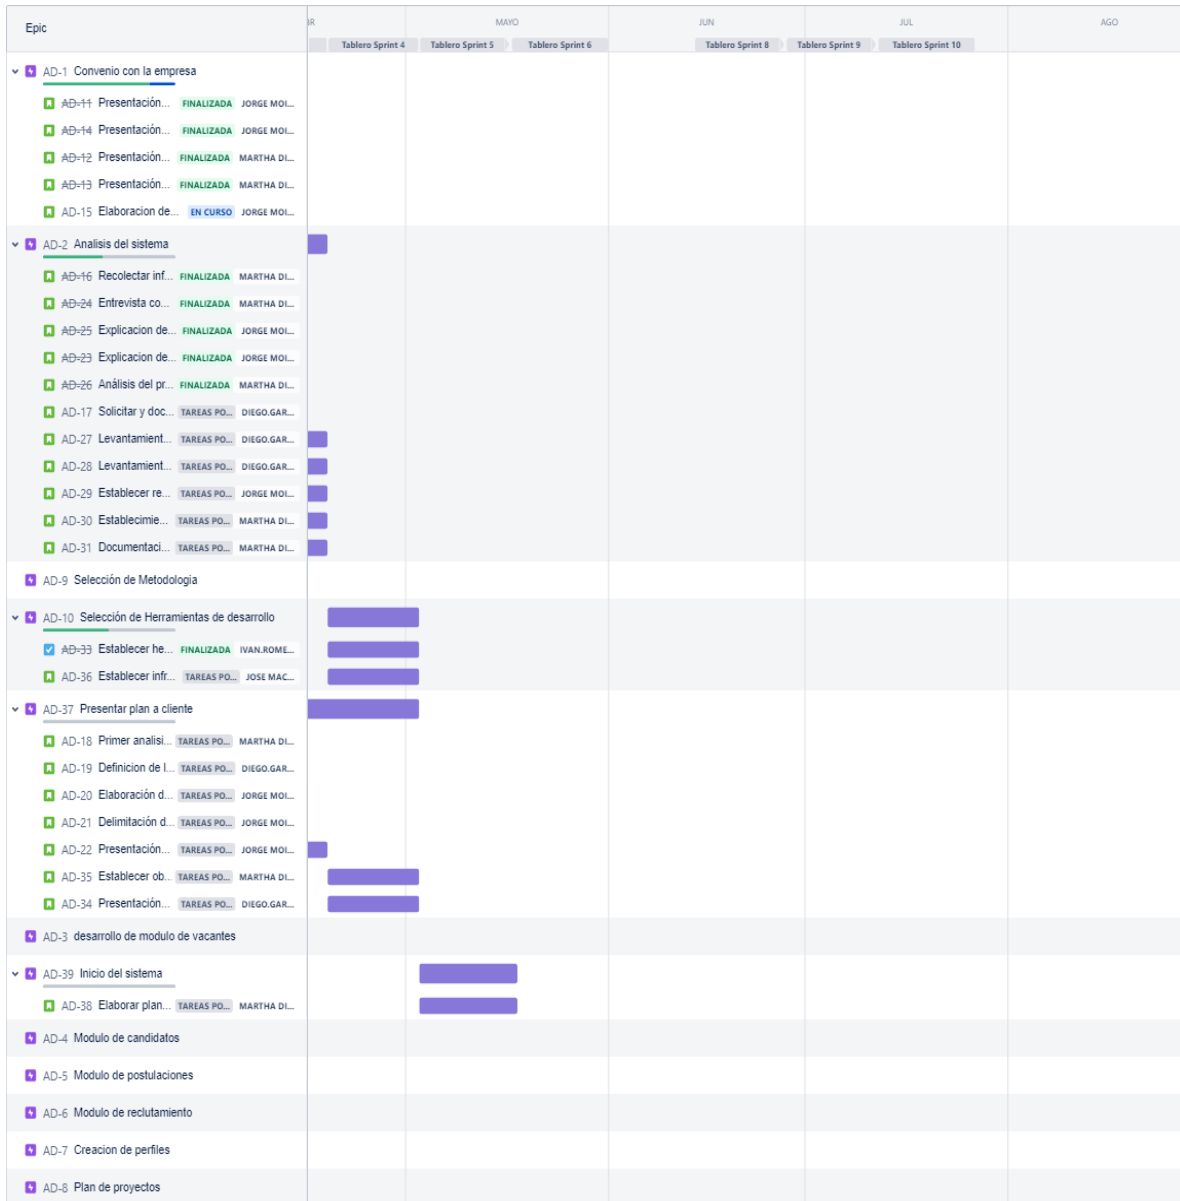 Epic
MAYO JUN JUL AGO
Tablero Sprint 4 Tablero Sprint 5 Tablero Sprint 6 Tablero Sprint 8 Tablero Sprint 9 Tablero Sprint 10
AD-1 Convenio con la empresa
AD-11 Presentación... FINALIZADA JORGE MOI...
AD-14 Presentación... FINALIZADA JORGE MOI...
AD-12 Presentación... FINALIZADA MARTHA DI...
AD-13 Presentación... FINALIZADA MARTHA DI...
AD-15 Elaboracion de... EN CURSO JORGE MOI...
AD-2 Analisis del sistema
AD-16 Recolectar inf... FINALIZADA MARTHA DI...
AD-24 Entrevista co... FINALIZADA MARTHA DI...
AD-25 Explicacion de... FINALIZADA JORGE MOI...
AD-23 Explicacion de... FINALIZADA JORGE MOI...
AD-26 Análisis del pr... FINALIZADA MARTHA DI...
AD-17 Solicitar y doc... TAREAS PO... DIEGO.GAR...
AD-27 Levantamient... TAREAS PO... DIEGO.GAR...
AD-28 Levantamient... TAREAS PO... DIEGO.GAR...
AD-29 Establecer re... TAREAS PO... JORGE MOI...
AD-30 Establecimie... TAREAS PO... MARTHA DI...
AD-31 Documentaci... TAREAS PO... MARTHA DI...
AD-9 Selección de Metodologia
AD-10 Selección de Herramientas de desarrollo
AD-33 Establecer he... FINALIZADA IVAN.ROME...
AD-36 Establecer infr... TAREAS PO... JOSE MAC...
AD-37 Presentar plan a cliente
AD-18 Primer analisi... TAREAS PO... MARTHA DI...
AD-19 Definicion de l... TAREAS PO... DIEGO.GAR...
AD-20 Elaboración d... TAREAS PO... JORGE MOI...
AD-21 Delimitación d... TAREAS PO... JORGE MOI...
AD-22 Presentación... TAREAS PO... JORGE MOI...
AD-35 Establecer ob... TAREAS PO... MARTHA DI...
AD-34 Presentación... TAREAS PO... DIEGO.GAR...
AD-3 desarrollo de modulo de vacantes
AD-39 Inicio del sistema
AD-38 Elaborar plan... TAREAS PO... MARTHA DI...
AD-4 Modulo de candidatos
AD-5 Modulo de postulaciones
AD-6 Modulo de reclutamiento
AD-7 Creacion de perfiles
AD-8 Plan de proyectos